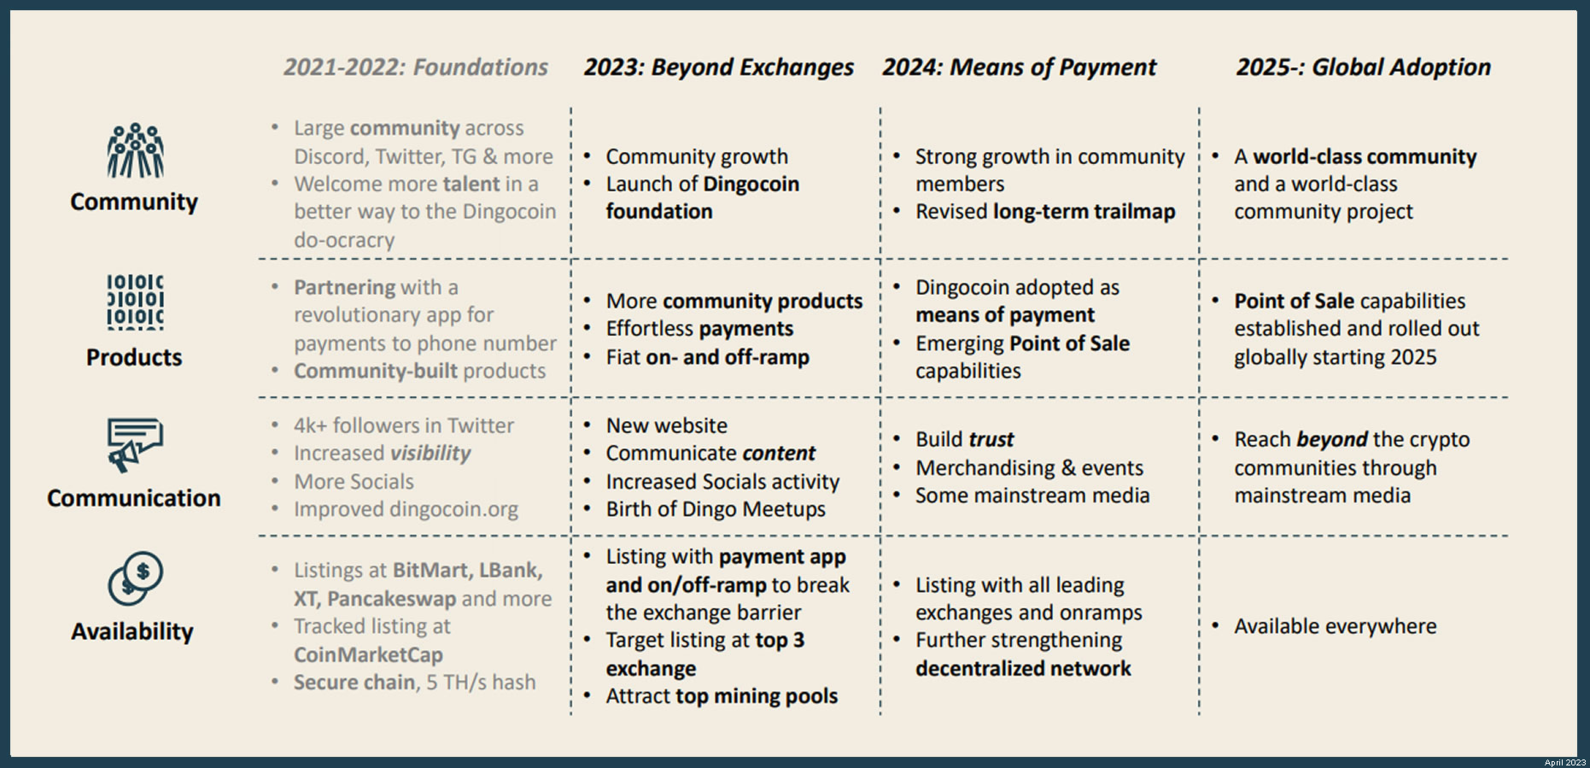 2021-2022: Foundations
2023: Beyond Exchanges
2024: Means of Payment
2025-: Global Adoption
Community
• Large community across
Discord, Twitter, TG & more
• Welcome more talent in a
better way to the Dingocoin
do-ocracry
• Community growth
• Launch of Dingocoin
foundation
• Strong growth in community
members
• Revised long-term trailmap
• A world-class community
and a world-class
community project
Products
• Partnering with a
revolutionary app for
payments to phone number
• Community-built products
• More community products
• Effortless payments
• Fiat on- and off-ramp
• Dingocoin adopted as
means of payment
• Emerging Point of Sale
capabilities
• Point of Sale capabilities
established and rolled out
globally starting 2025
Communication
• 4k+ followers in Twitter
• Increased visibility
• More Socials
• Improved dingocoin.org
• New website
• Communicate content
• Increased Socials activity
• Birth of Dingo Meetups
• Build trust
• Merchandising & events
• Some mainstream media
• Reach beyond the crypto
communities through
mainstream media
Availability
• Listings at BitMart, LBank,
XT, Pancakeswap and more
• Tracked listing at
CoinMarketCap
• Secure chain, 5 TH/s hash
• Listing with payment app
and on/off-ramp to break
the exchange barrier
• Target listing at top 3
exchange
• Attract top mining pools
• Listing with all leading
exchanges and onramps
• Further strengthening
decentralized network
• Available everywhere
April 2023